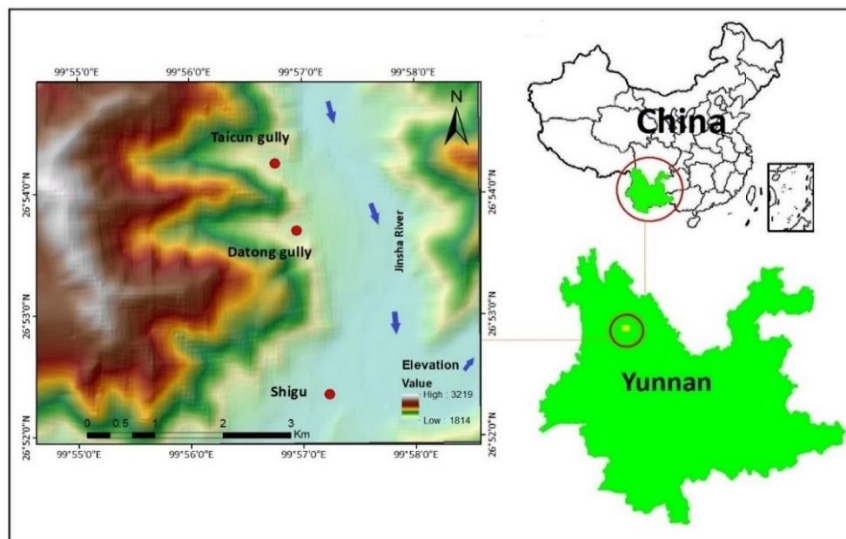 99°55'0"E
99°56'0"E
99°57'0"E
99°58'0"E
N
Taicun gully
26°54'0"N
26°54'0"N
Datong gully
Jinsha River
26°53'0"N
26°53'0"N
Elevation
Value
High : 3219
Low : 1814
Shigu
0
0.5
1
2
3
Km
26°52'0"N
26°52'0"N
99°55'0"E
99°56'0"E
99°57'0"E
99°58'0"E
China
Yunnan